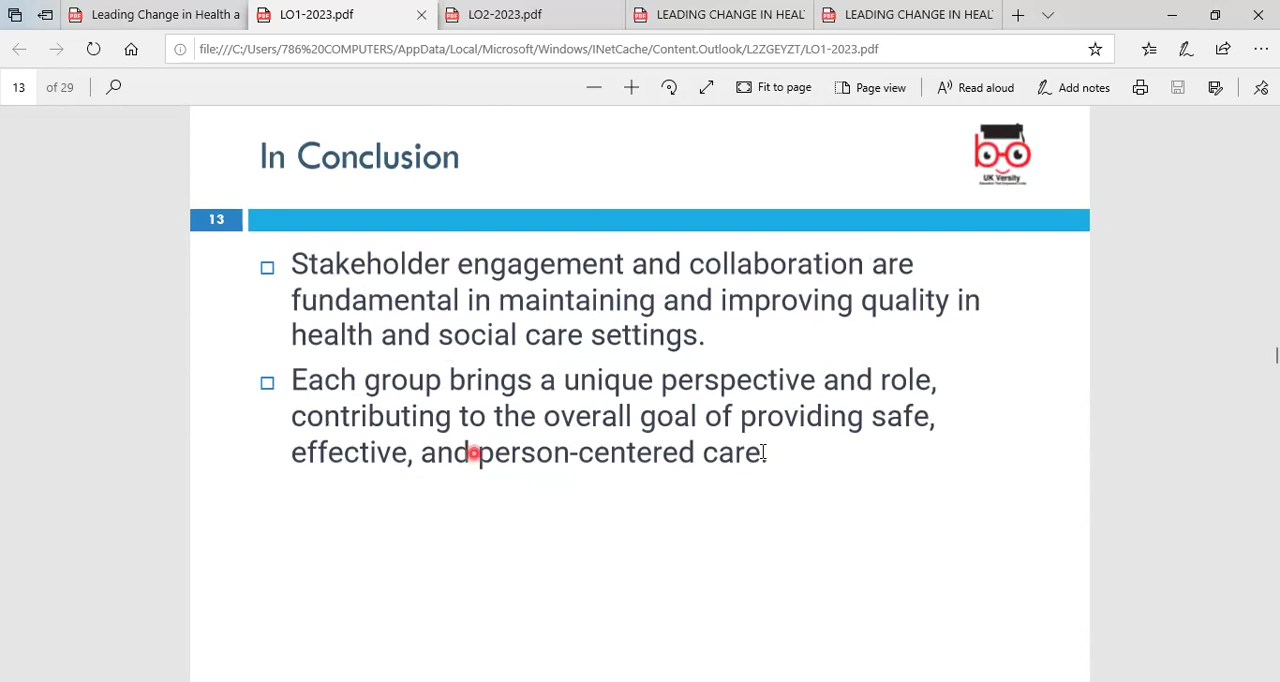 Leading Change in Health a
LO1-2023.pdf
LO2-2023.pdf
LEADING CHANGE IN HEAL
LEADING CHANGE IN HEAL
file:///C:/Users/786%20COMPUTERS/AppData/Local/Microsoft/Windows/INetCache/Content.Outlook/L2ZGEYZT/LO1-2023.pdf
13 of 29
Fit to page
Page view
Read aloud
Add notes
In Conclusion
UK Versity
13
Stakeholder engagement and collaboration are
fundamental in maintaining and improving quality in
health and social care settings.
Each group brings a unique perspective and role,
contributing to the overall goal of providing safe,
effective, and person-centered care.